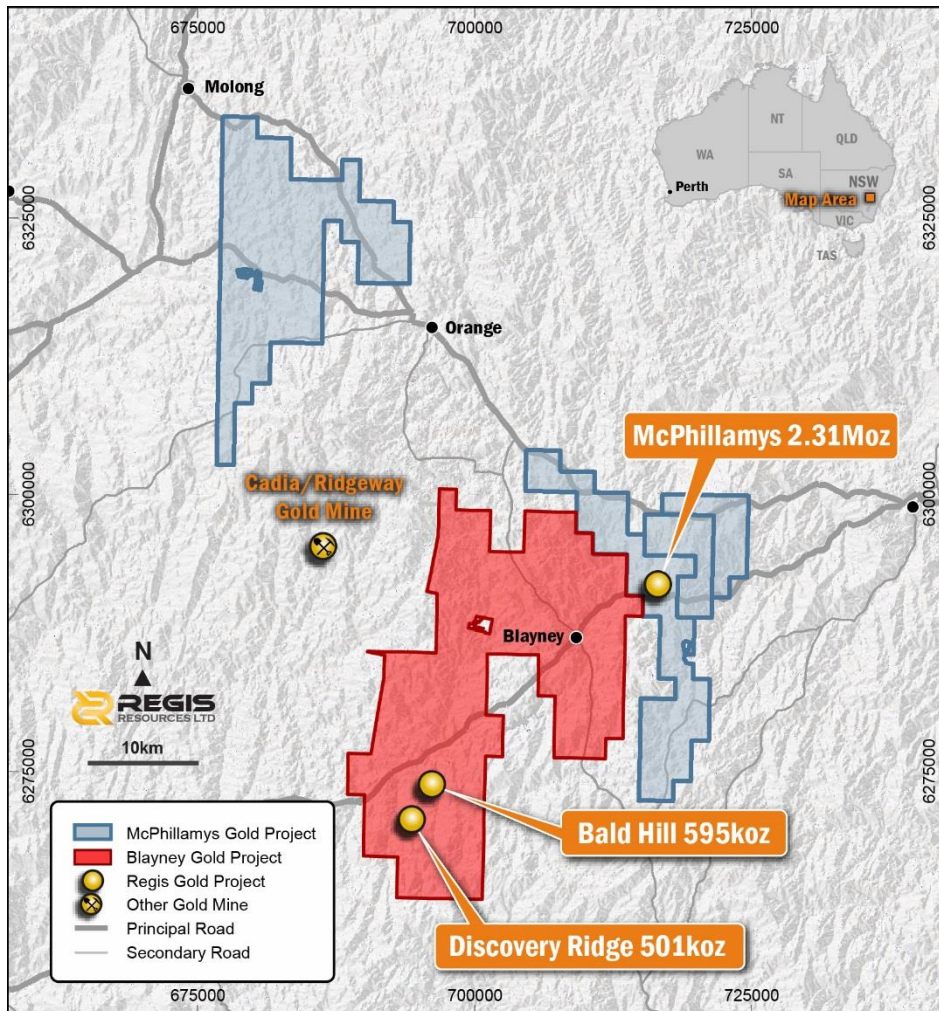 675000
700000
725000
Molong
NT
QLD
WA
SA
NSW
Perth
Map Area
VIC
TAS
6325000
6325000
Orange
McPhillamys 2.31Moz
6300000
6300000
Cadia/Ridgeway
Gold Mine
Blayney
N
REGIS
RESOURCES LTD
10km
6275000
6275000
Bald Hill 595koz
Discovery Ridge 501koz
McPhillamys Gold Project
Blayney Gold Project
Regis Gold Project
Other Gold Mine
Principal Road
Secondary Road
675000
700000
725000